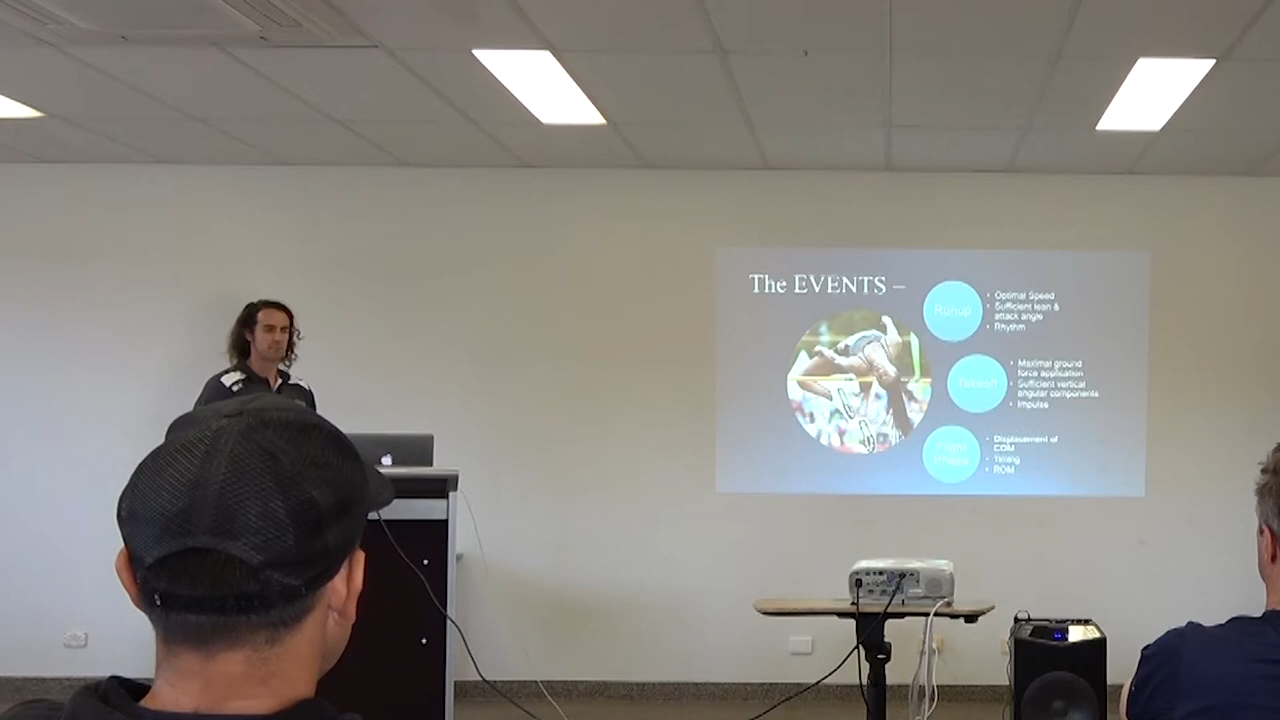 The EVENTS –
Runup
• Optimal Speed
• Sufficient lean &
attack angle
• Rhythm
Takeoff
• Maximal ground
force application
• Sufficient vertical
angular components
• Impulse
Flight
Phase
• Displacement of
COM
• Timing
• ROM